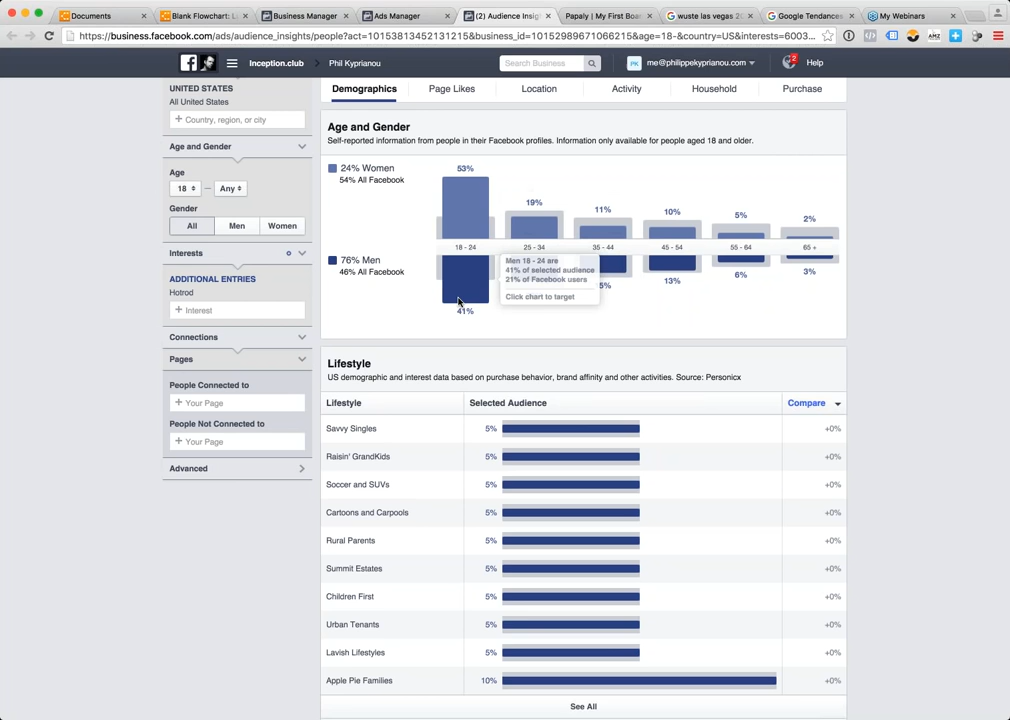 Documents
Blank Flowchart: L
Business Manager
Ads Manager
(2) Audience Insig
Papaly | My First Boar
wuste las vegas 20
Google Tendances
My Webinars
https://business.facebook.com/ads/audience_insights/people?act=10153813452131215&business_id=10152989671066215&age=18-&country=US&interests=6003...
Inception.club
Phil Kyprianou
Search Business
PK
me@philippekyprianou.com
2
Help
UNITED STATES
All United States
+ Country, region, or city
Age and Gender
Age
18 — Any
Gender
All Men Women
Interests
ADDITIONAL ENTRIES
Hotrod
+ Interest
Connections
Pages
People Connected to
+ Your Page
People Not Connected to
+ Your Page
Advanced
Demographics Page Likes Location Activity Household Purchase
Age and Gender
Self-reported information from people in their Facebook profiles. Information only available for people aged 18 and older.
24% Women
54% All Facebook
53% 19% 11% 10% 5% 2%
18 - 24 25 - 34 35 - 44 45 - 54 55 - 64 65 +
76% Men
46% All Facebook
41% 5% 13% 6% 3%
Men 18 - 24 are
41% of selected audience
21% of Facebook users
Click chart to target
Lifestyle
US demographic and interest data based on purchase behavior, brand affinity and other activities. Source: Personicx
Lifestyle Selected Audience Compare
Savvy Singles 5% +0%
Raisin' GrandKids 5% +0%
Soccer and SUVs 5% +0%
Cartoons and Carpools 5% +0%
Rural Parents 5% +0%
Summit Estates 5% +0%
Children First 5% +0%
Urban Tenants 5% +0%
Lavish Lifestyles 5% +0%
Apple Pie Families 10% +0%
See All